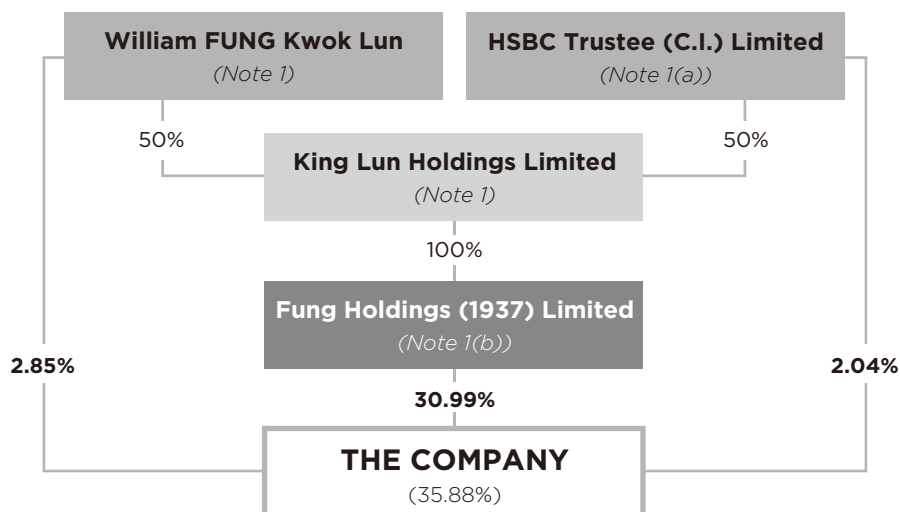 William FUNG Kwok Lun
(Note 1)
HSBC Trustee (C.I.) Limited
(Note 1(a))
50%
50%
King Lun Holdings Limited
(Note 1)
100%
Fung Holdings (1937) Limited
(Note 1(b))
2.85%
2.04%
30.99%
THE COMPANY
(35.88%)